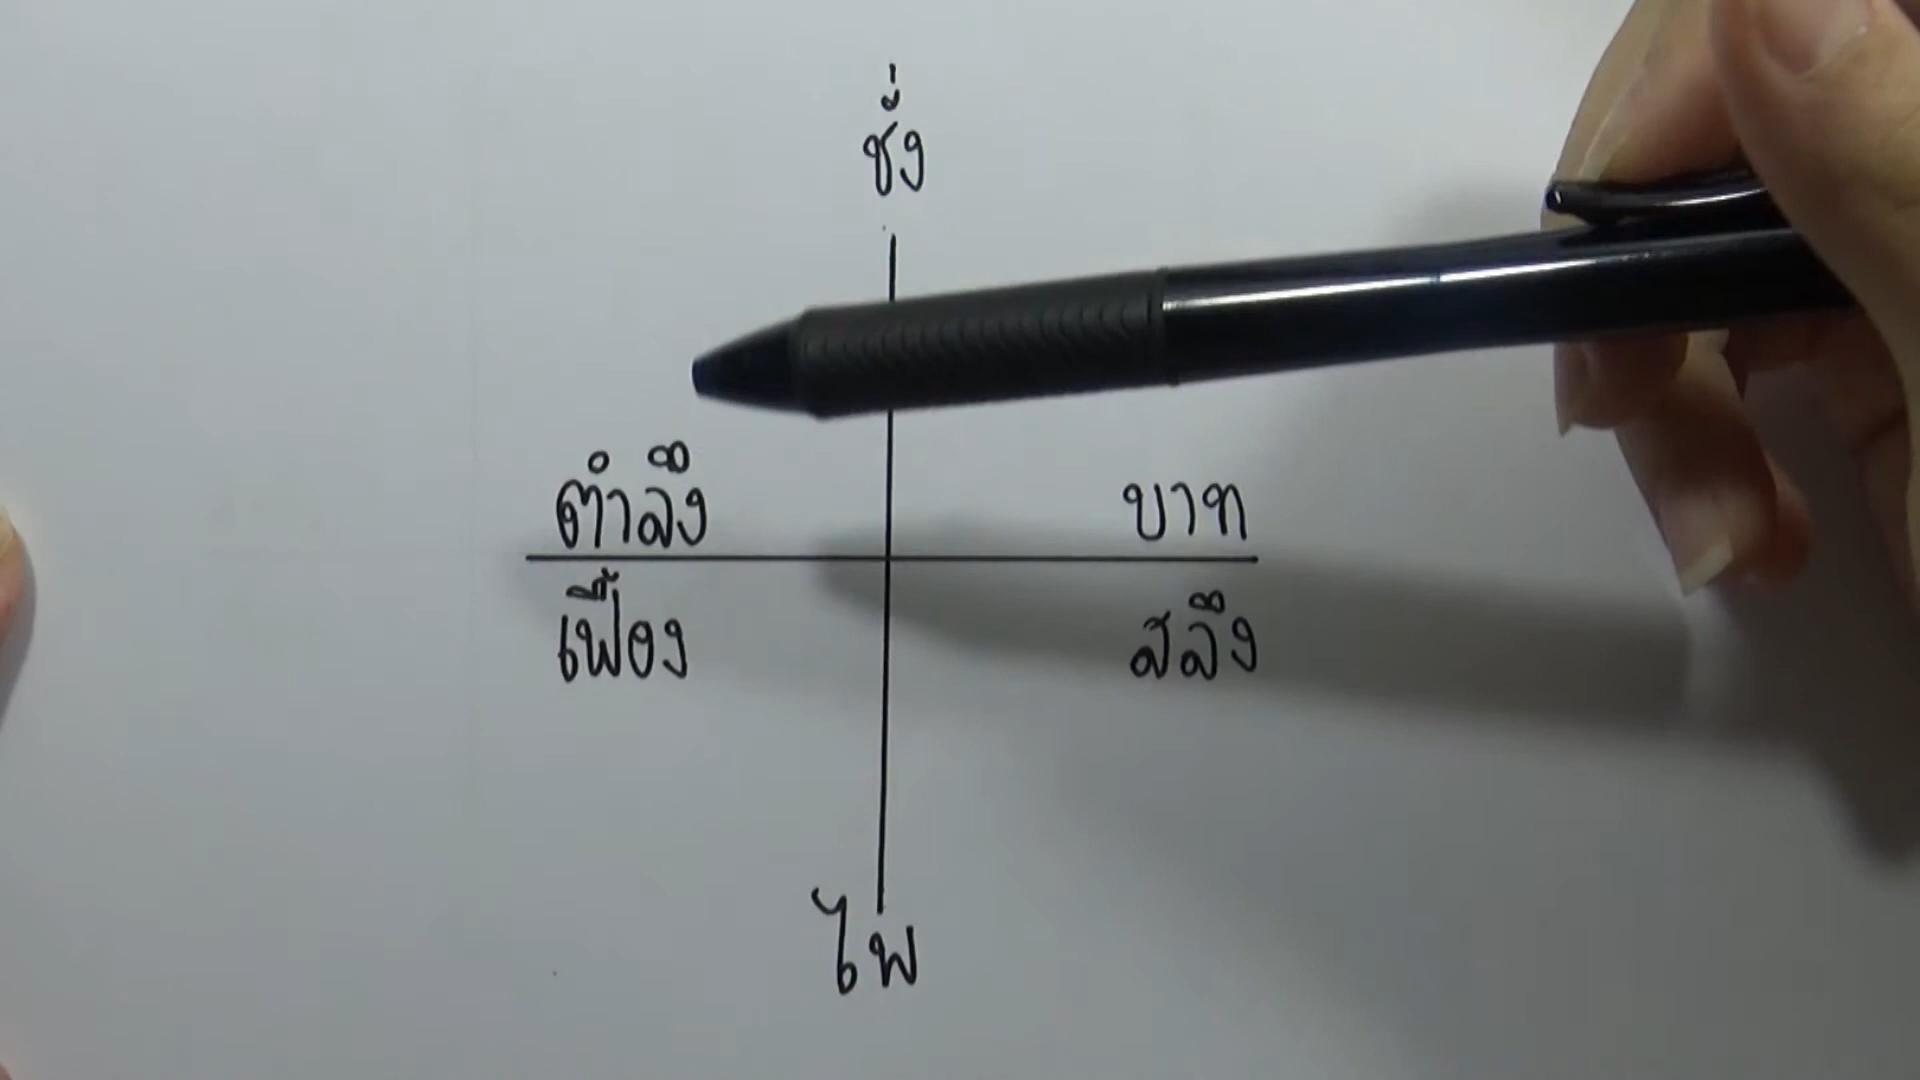 ชั่ง
ตำลึง บาท
เฟื้อง สลึง
ไพ